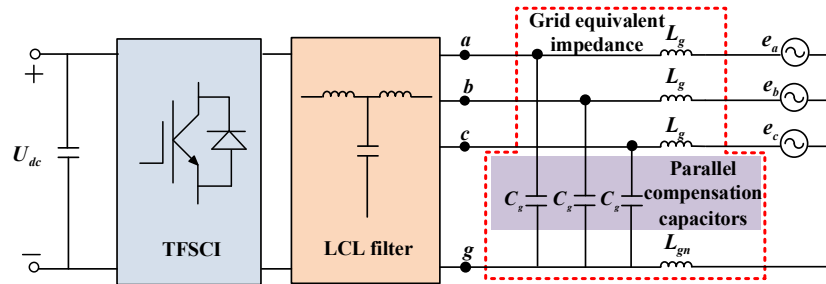 Grid equivalent
impedance
a
L_g
e_a
+
b
L_g
e_b
c
L_g
e_c
U_dc
Parallel
compensation
capacitors
C_g C_g C_g
−
TFSCI
LCL filter
g
L_gn